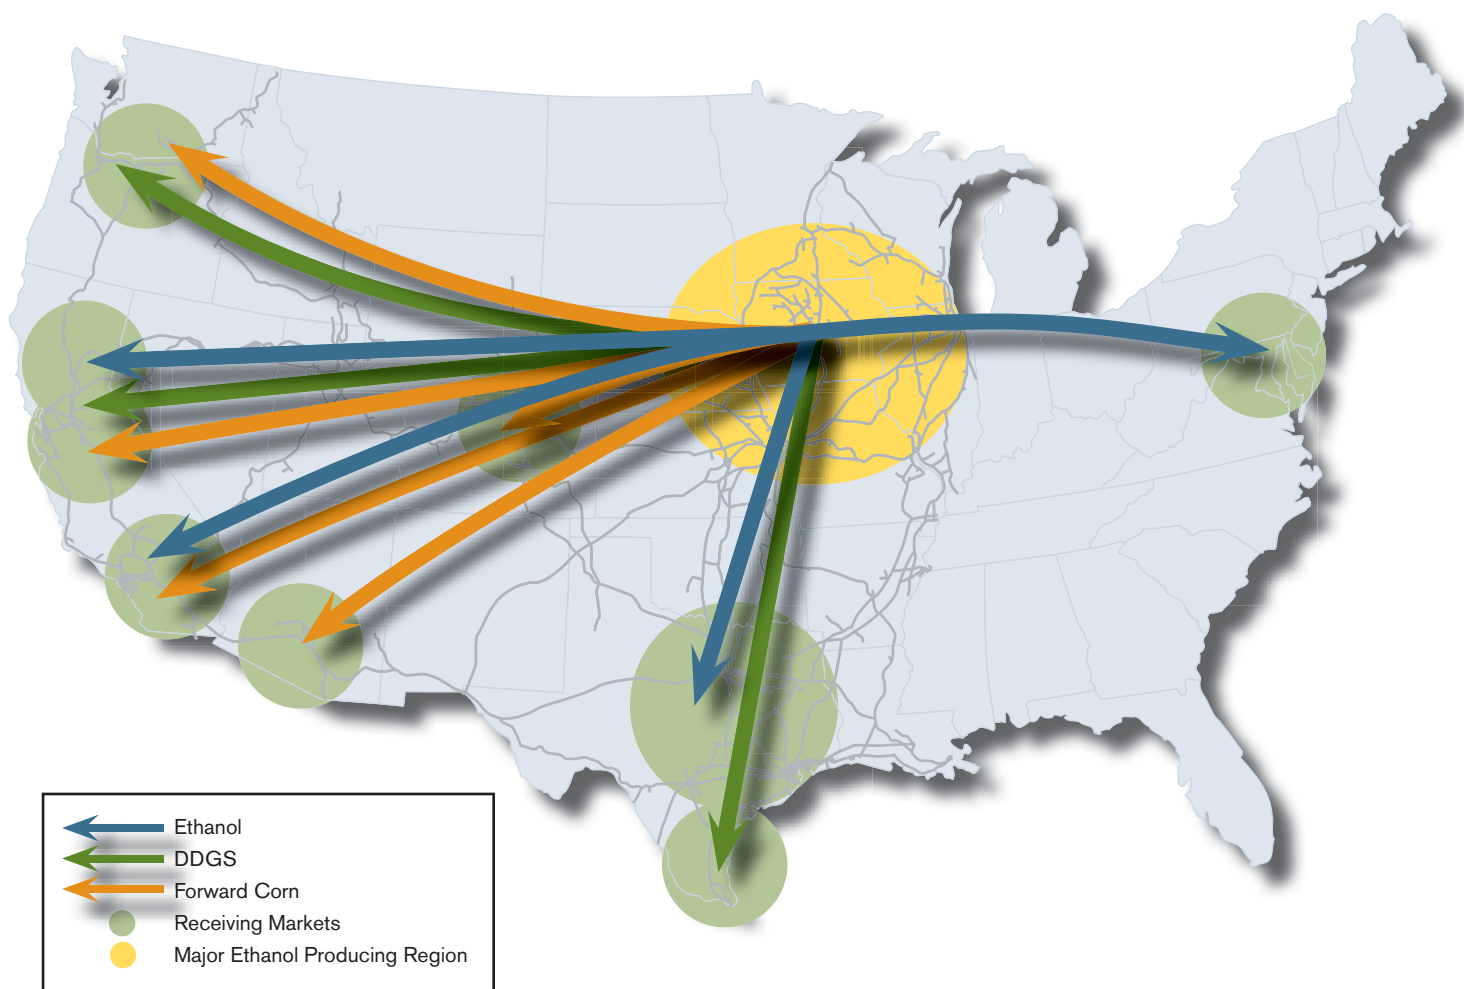 Ethanol
DDGS
Forward Corn
Receiving Markets
Major Ethanol Producing Region